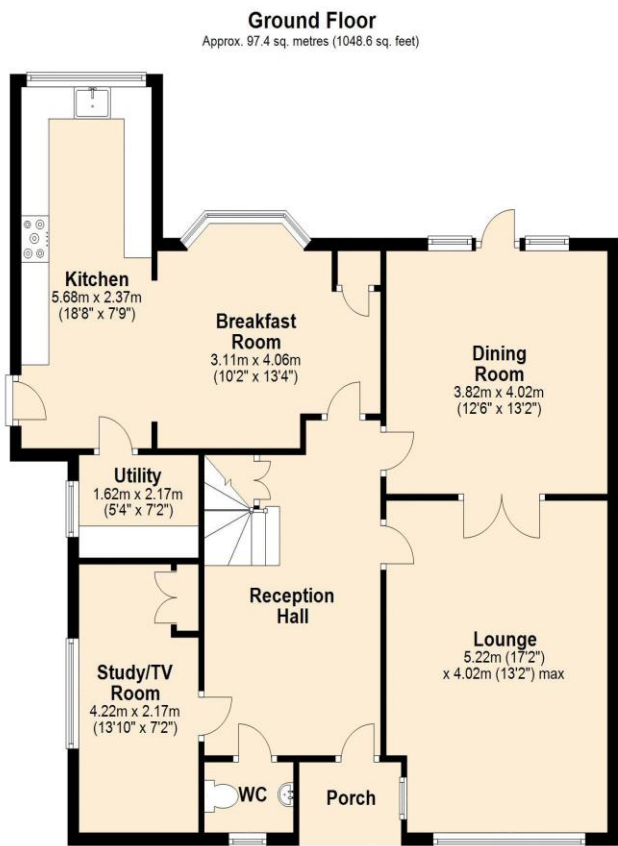 Ground Floor
Approx. 97.4 sq. metres (1048.6 sq. feet)
Kitchen
5.68m x 2.37m
(18'8" x 7'9")
Breakfast
Room
3.11m x 4.06m
(10'2" x 13'4")
Dining
Room
3.82m x 4.02m
(12'6" x 13'2")
Utility
1.62m x 2.17m
(5'4" x 7'2")
Reception
Hall
Lounge
5.22m (17'2")
x 4.02m (13'2") max
Study/TV
Room
4.22m x 2.17m
(13'10" x 7'2")
WC
Porch